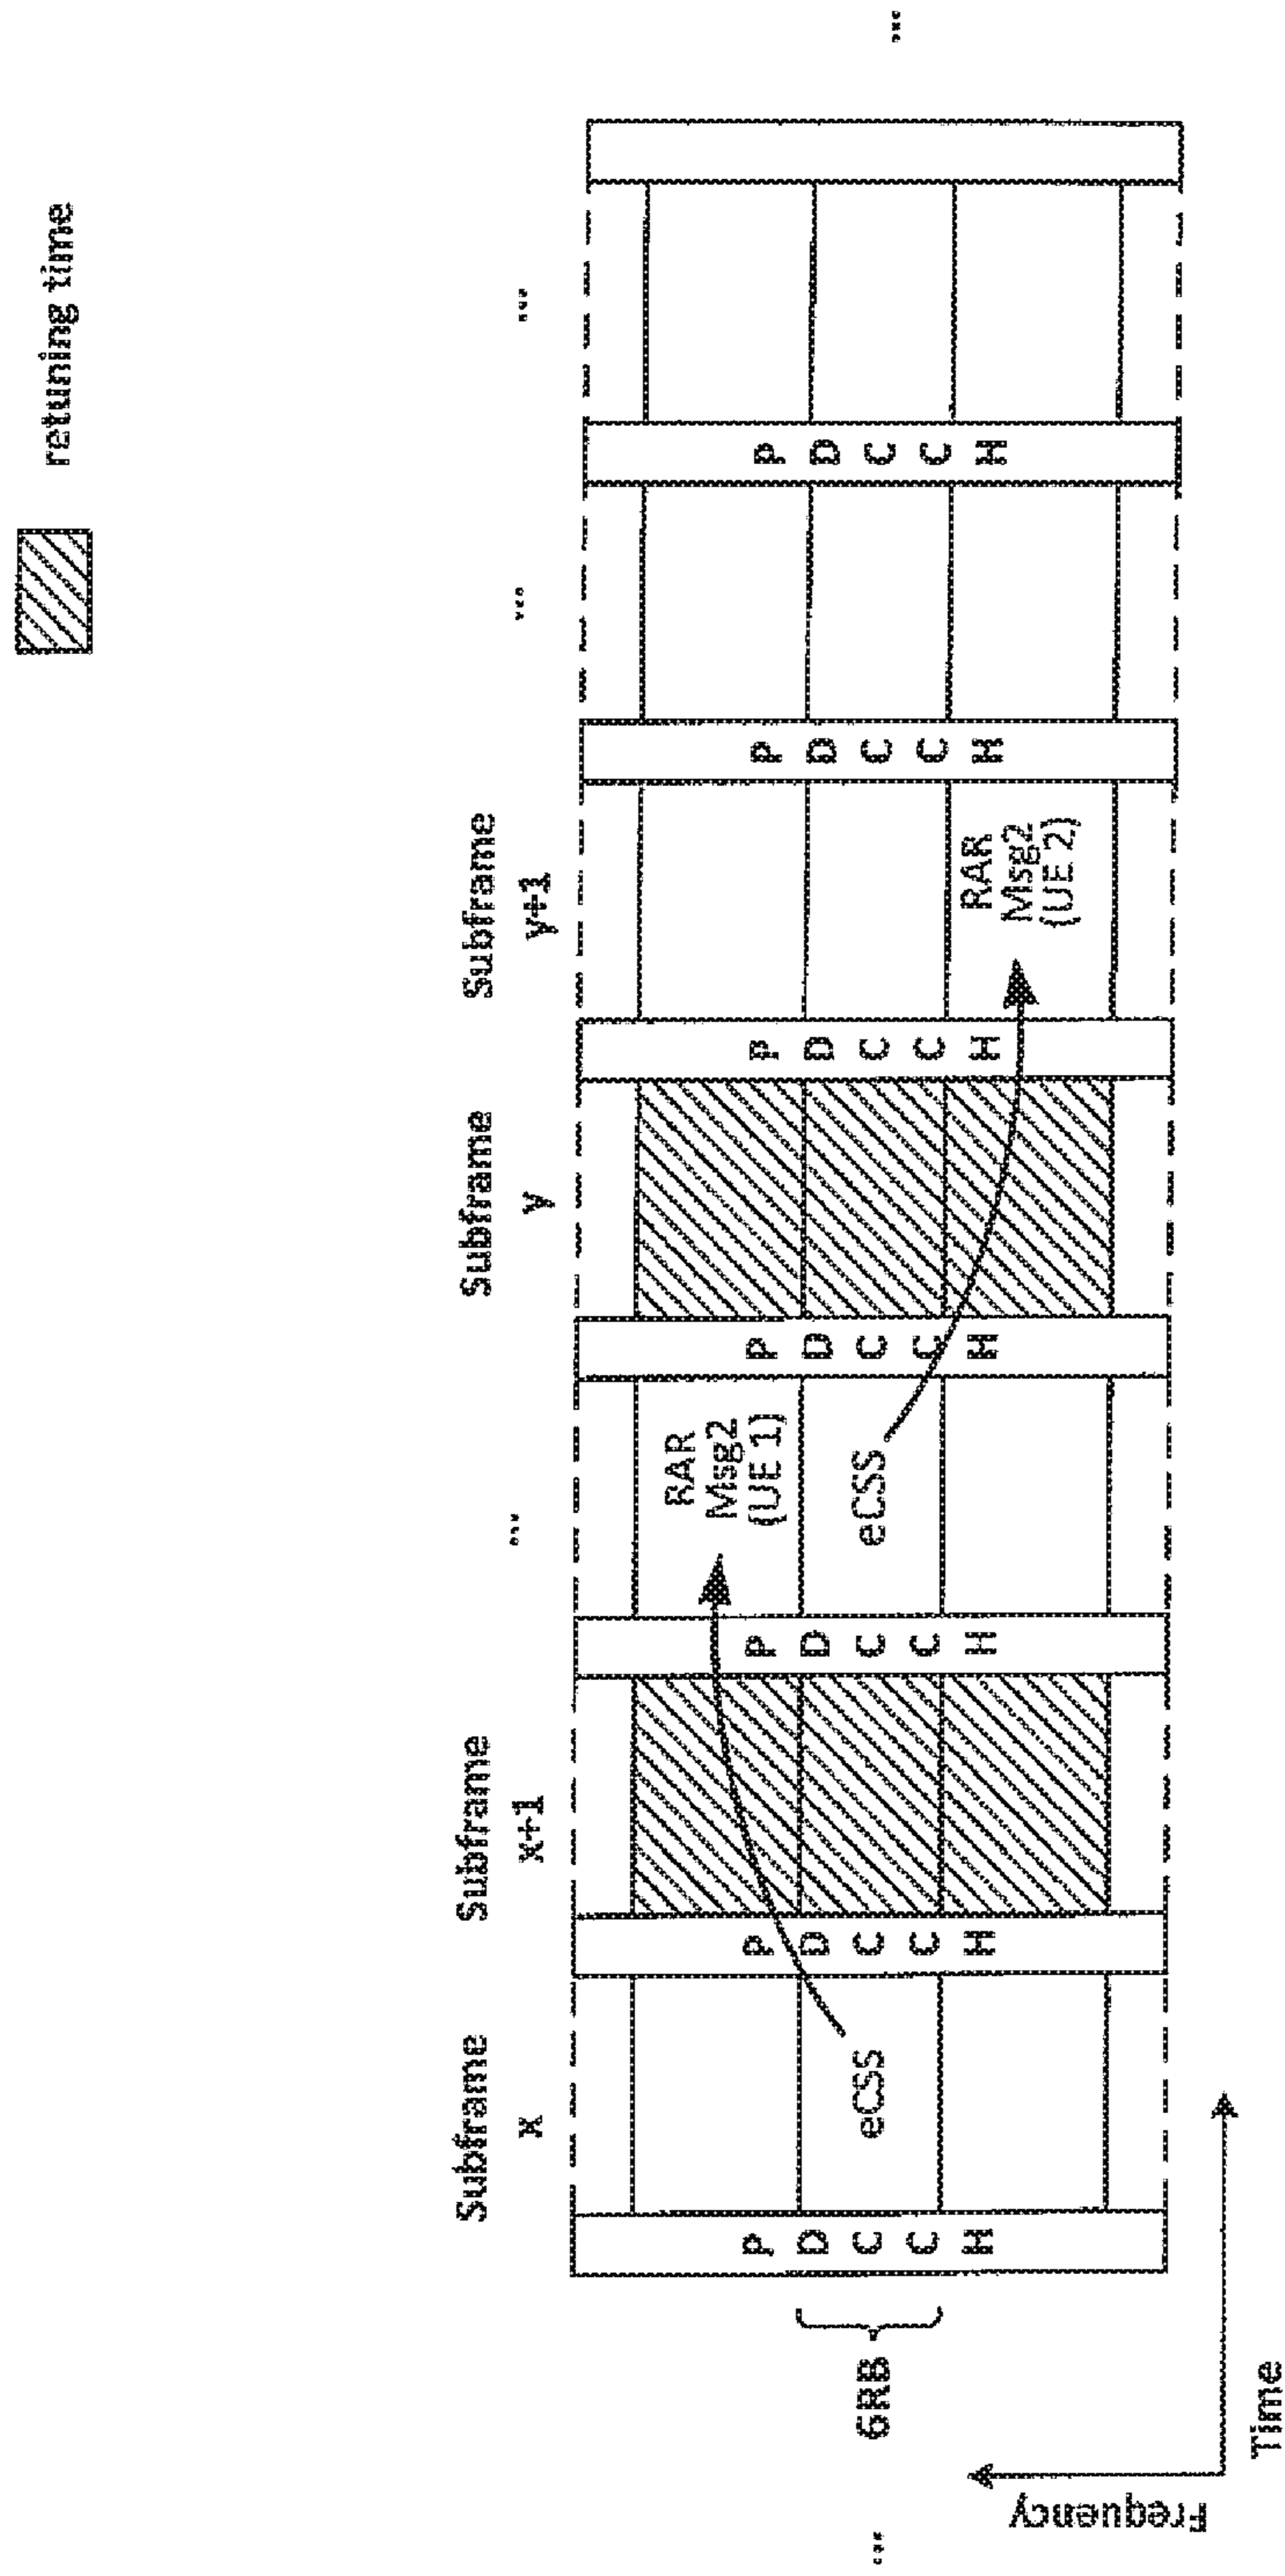 retuning time
Subframe
x
Subframe
x+1
...
Subframe
y
Subframe
y+1
...
...
...
...
6RB
PDCCH
eCSS
PDCCH
PDCCH
RAR
Msg2
(UE 1)
eCSS
PDCCH
PDCCH
RAR
Msg2
(UE 2)
PDCCH
PDCCH
Frequency
Time